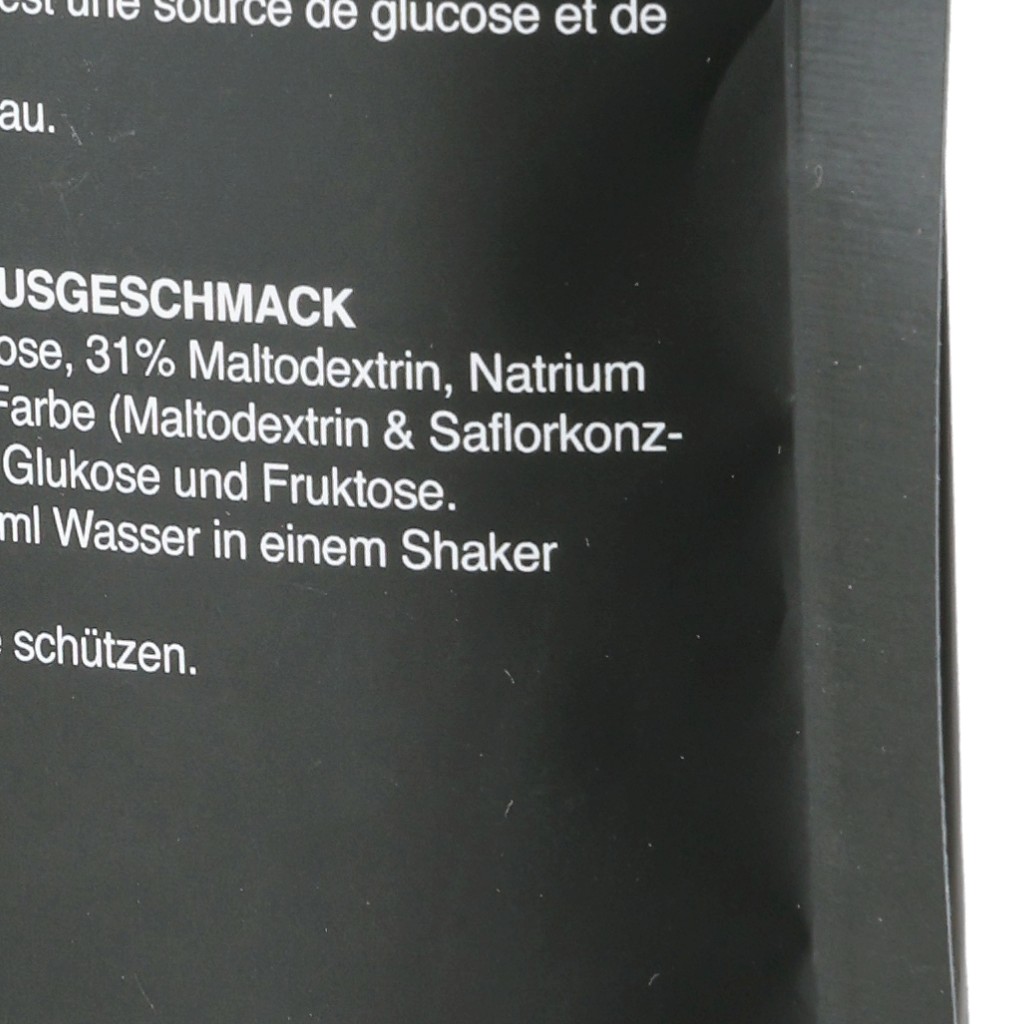 est une source de glucose et de
au.
USGESCHMACK
ose, 31% Maltodextrin, Natrium
Farbe (Maltodextrin & Saflorkonz-
Glukose und Fruktose.
ml Wasser in einem Shaker
schützen.